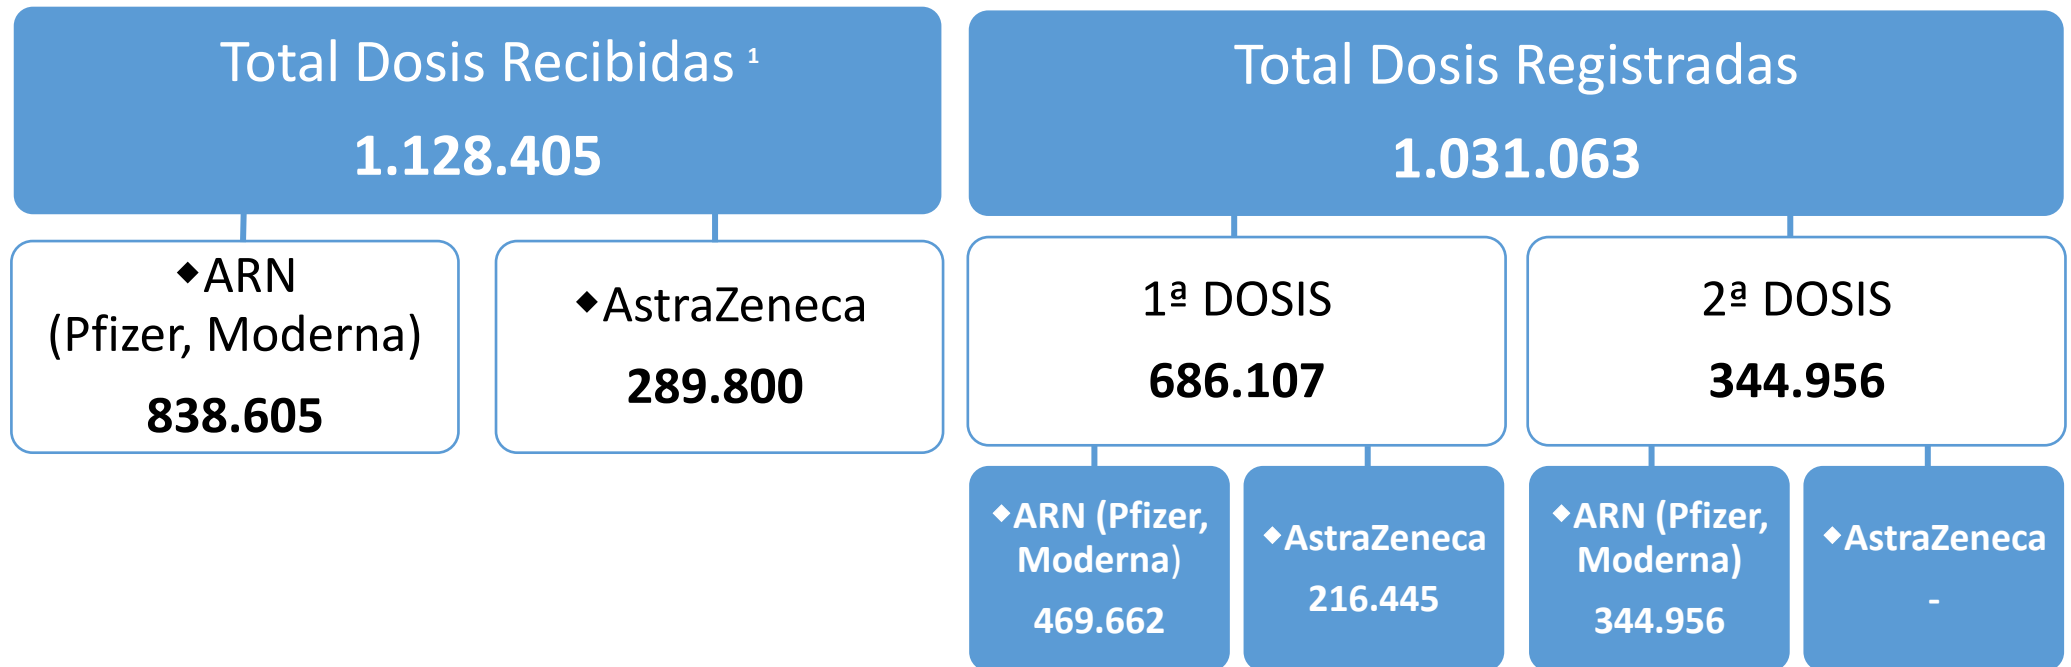 Total Dosis Recibidas ¹
1.128.405
◆ARN
(Pfizer, Moderna)
838.605
◆AstraZeneca
289.800
Total Dosis Registradas
1.031.063
1ª DOSIS
686.107
◆ARN (Pfizer,
Moderna)
469.662
◆AstraZeneca
216.445
2ª DOSIS
344.956
◆ARN (Pfizer,
Moderna)
344.956
◆AstraZeneca
-